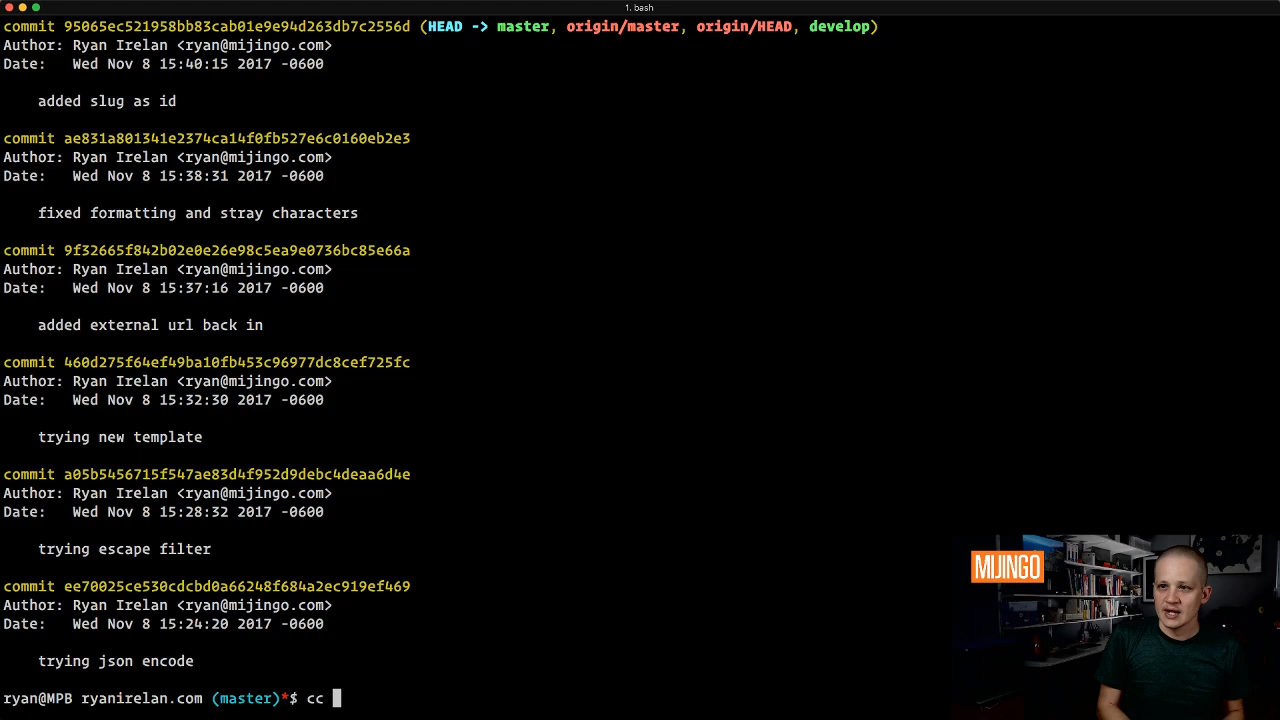 1. bash
commit 95065ec521958bb83cab01e9e94d263db7c2556d (HEAD -> master, origin/master, origin/HEAD, develop)
Author: Ryan Irelan <ryan@mijingo.com>
Date:   Wed Nov 8 15:40:15 2017 -0600
added slug as id
commit ae831a801341e2374ca14f0fb527e6c0160eb2e3
Author: Ryan Irelan <ryan@mijingo.com>
Date:   Wed Nov 8 15:38:31 2017 -0600
fixed formatting and stray characters
commit 9f32665f842b02e0e26e98c5ea9e0736bc85e66a
Author: Ryan Irelan <ryan@mijingo.com>
Date:   Wed Nov 8 15:37:16 2017 -0600
added external url back in
commit 460d275f64ef49ba10fb453c96977dc8cef725fc
Author: Ryan Irelan <ryan@mijingo.com>
Date:   Wed Nov 8 15:32:30 2017 -0600
trying new template
commit a05b5456715f547ae83d4f952d9debc4deaa6d4e
Author: Ryan Irelan <ryan@mijingo.com>
Date:   Wed Nov 8 15:28:32 2017 -0600
trying escape filter
commit ee70025ce530cdcbd0a66248f684a2ec919ef469
Author: Ryan Irelan <ryan@mijingo.com>
Date:   Wed Nov 8 15:24:20 2017 -0600
trying json encode
ryan@MPB ryanirelan.com (master)*$ cc
MIJINGO